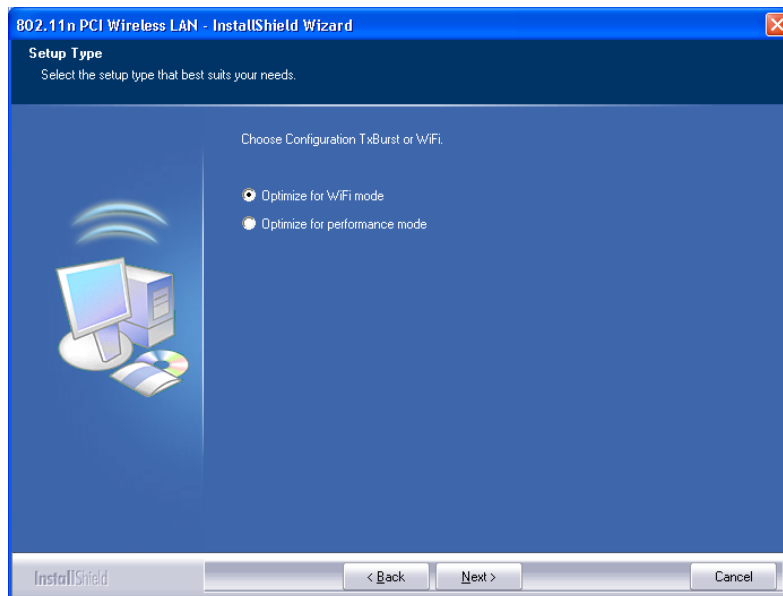 802.11n PCI Wireless LAN - InstallShield Wizard
Setup Type
Select the setup type that best suits your needs.
Choose Configuration TxBurst or WiFi.
Optimize for WiFi mode
Optimize for performance mode
InstallShield
< Back
Next >
Cancel